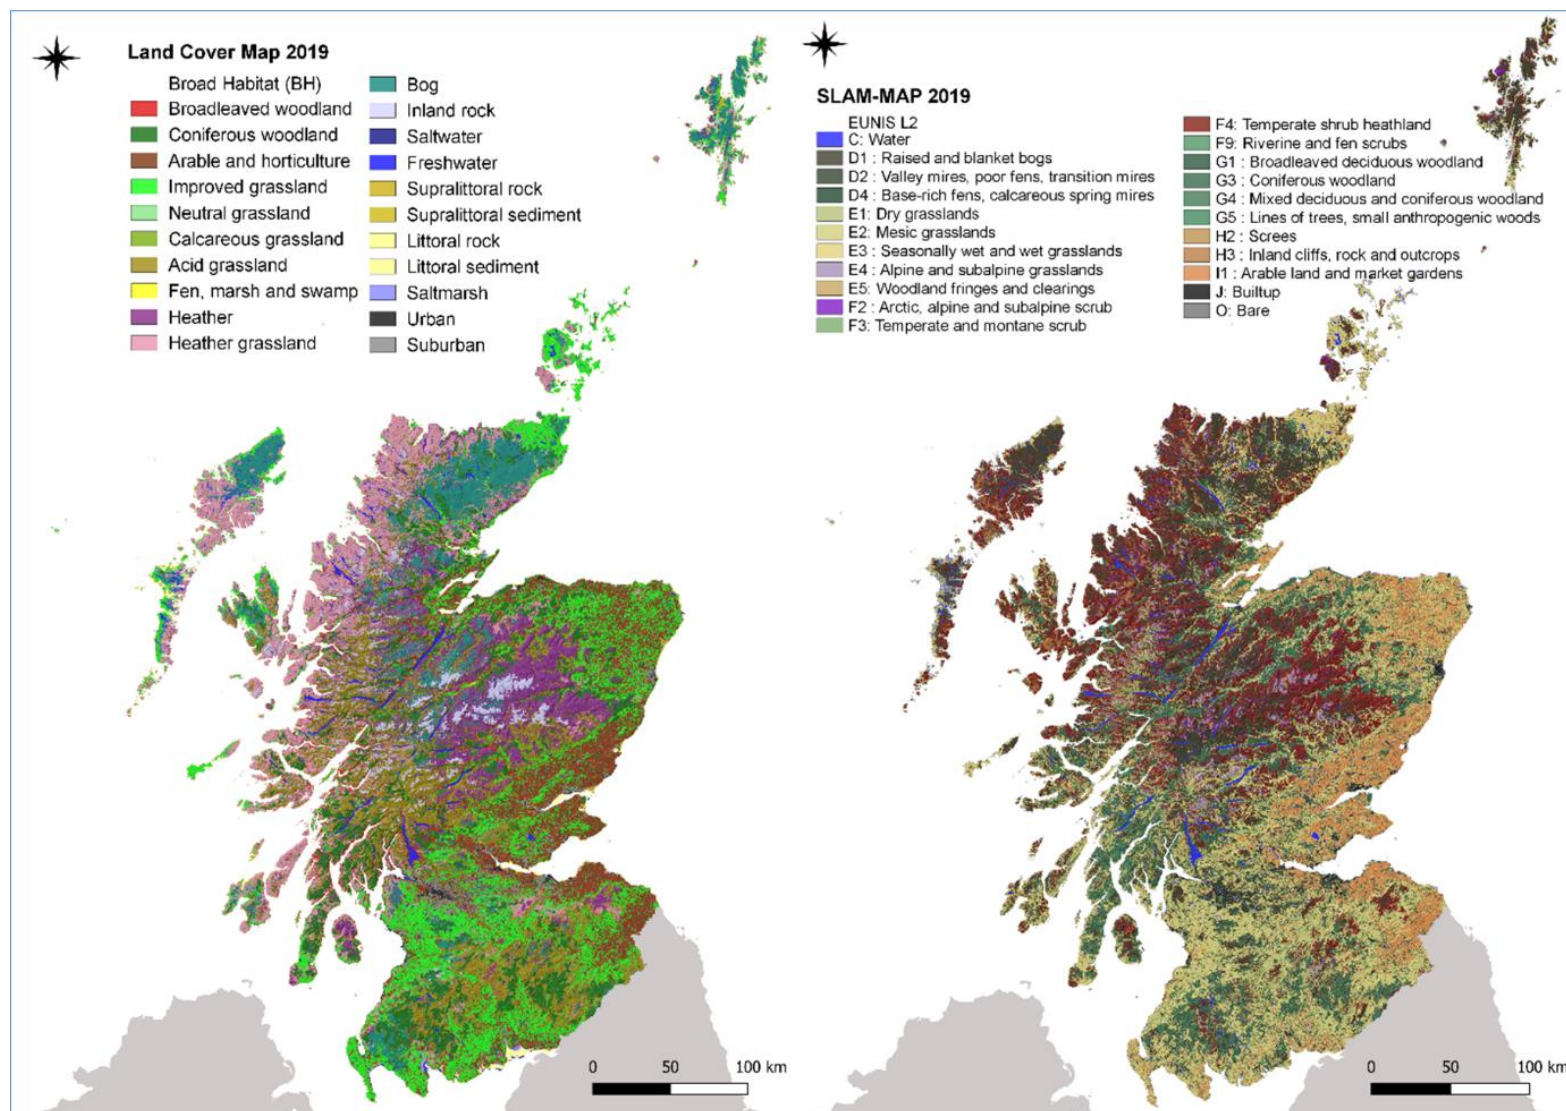 Land Cover Map 2019
Broad Habitat (BH)
Broadleaved woodland
Coniferous woodland
Arable and horticulture
Improved grassland
Neutral grassland
Calcareous grassland
Acid grassland
Fen, marsh and swamp
Heather
Heather grassland
Bog
Inland rock
Saltwater
Freshwater
Supralittoral rock
Supralittoral sediment
Littoral rock
Littoral sediment
Saltmarsh
Urban
Suburban
0 50 100 km
SLAM-MAP 2019
EUNIS L2
C: Water
D1 : Raised and blanket bogs
D2 : Valley mires, poor fens, transition mires
D4 : Base-rich fens, calcareous spring mires
E1: Dry grasslands
E2: Mesic grasslands
E3 : Seasonally wet and wet grasslands
E4 : Alpine and subalpine grasslands
E5: Woodland fringes and clearings
F2 : Arctic, alpine and subalpine scrub
F3: Temperate and montane scrub
F4: Temperate shrub heathland
F9: Riverine and fen scrubs
G1 : Broadleaved deciduous woodland
G3 : Coniferous woodland
G4 : Mixed deciduous and coniferous woodland
G5 : Lines of trees, small anthropogenic woods
H2 : Screes
H3 : Inland cliffs, rock and outcrops
I1 : Arable land and market gardens
J: Builtup
O: Bare
0 50 100 km